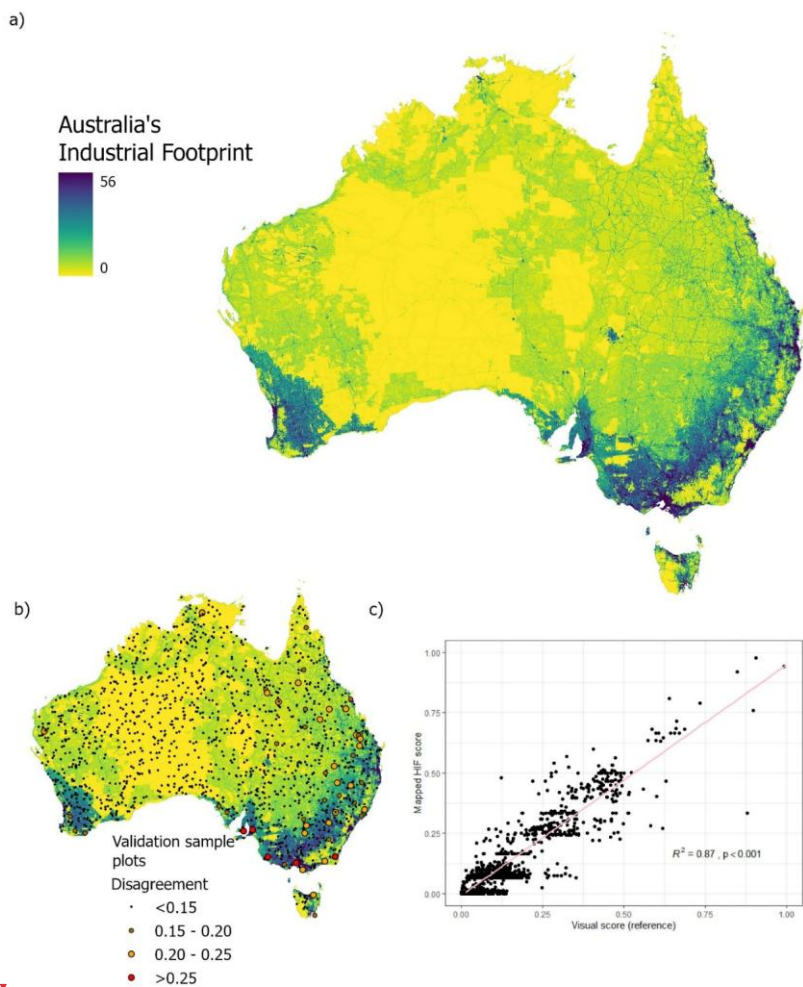 a)
Australia's
Industrial Footprint
56
0
b)
Validation sample
plots
Disagreement
<0.15
0.15 - 0.20
0.20 - 0.25
>0.25
c)
Mapped HIF score
1.00
0.75
0.50
0.25
0.00
R² = 0.87 , p < 0.001
0.00 0.25 0.50 0.75 1.00
Visual score (reference)